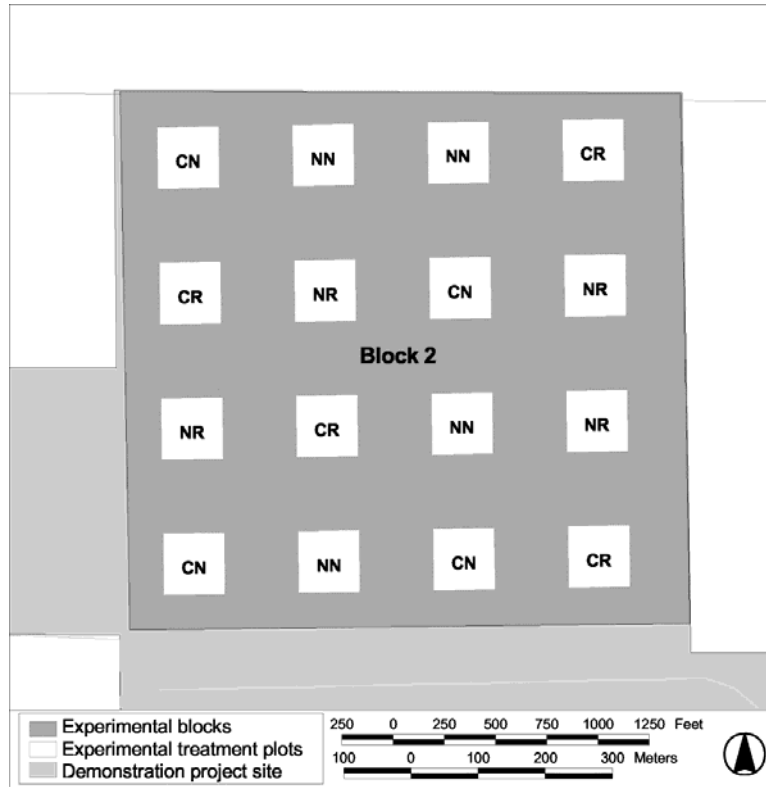 CN NN NN CR
CR NR CN NR
Block 2
NR CR NN NR
CN NN CN CR
Experimental blocks
Experimental treatment plots
Demonstration project site
250 0 250 500 750 1000 1250 Feet
100 0 100 200 300 Meters